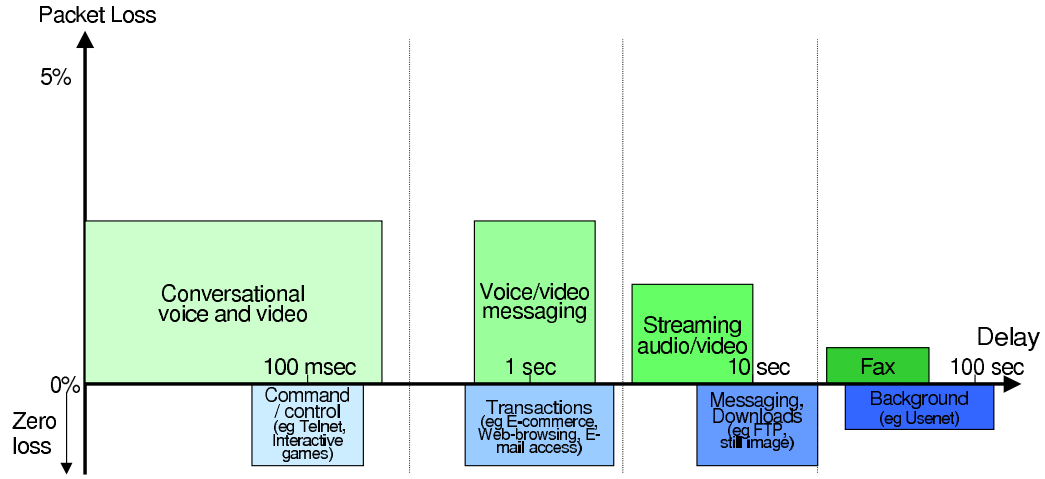 Packet Loss
5%
Conversational
voice and video
Voice/video
messaging
Streaming
audio/video
Delay
100 msec
1 sec
10 sec
Fax
100 sec
0%
Zero
loss
Command
/ control
(eg Telnet,
Interactive
games)
Transactions
(eg E-commerce,
Web-browsing, E-
mail access)
Messaging,
Downloads
(eg FTP,
still image)
Background
(eg Usenet)